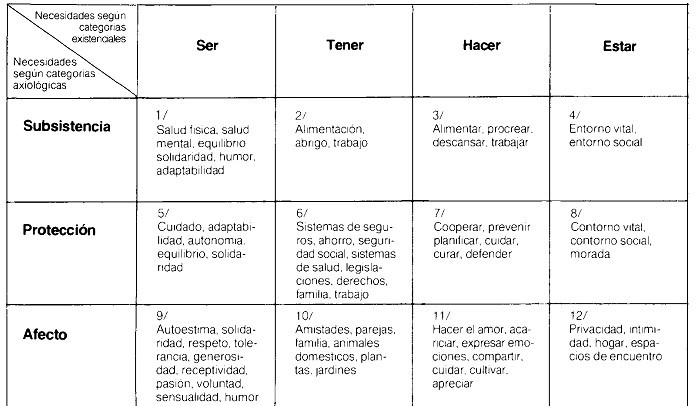 Necesidades según
categorias
existenciales
Necesidades
según categorias
axiológicas
Ser
Tener
Hacer
Estar
Subsistencia
1/
Salud fisica, salud
mental, equilibrio
solidaridad, humor,
adaptabilidad
2/
Alimentación,
abrigo, trabajo
3/
Alimentar, procrear,
descansar, trabajar
4/
Entorno vital,
entorno social
Protección
5/
Cuidado, adaptabi-
lidad, autonomia,
equilibrio, solida-
ridad
6/
Sistemas de segu-
ros, ahorro, seguri-
dad social, sistemas
de salud, legisla-
ciones, derechos,
familia, trabajo
7/
Cooperar, prevenir
planificar, cuidar,
curar, defender
8/
Contorno vital,
contorno social,
morada
Afecto
9/
Autoestima, solida-
ridad, respeto, tole-
rancia, generosi-
dad, receptividad,
pasión, voluntad,
sensualidad, humor
10/
Amistades, parejas,
familia, animales
domesticos, plan-
tas, jardines
11/
Hacer el amor, aca-
riciar, expresar emo-
ciones, compartir,
cuidar, cultivar,
apreciar
12/
Privacidad, intimi-
dad, hogar, espa-
cios de encuentro